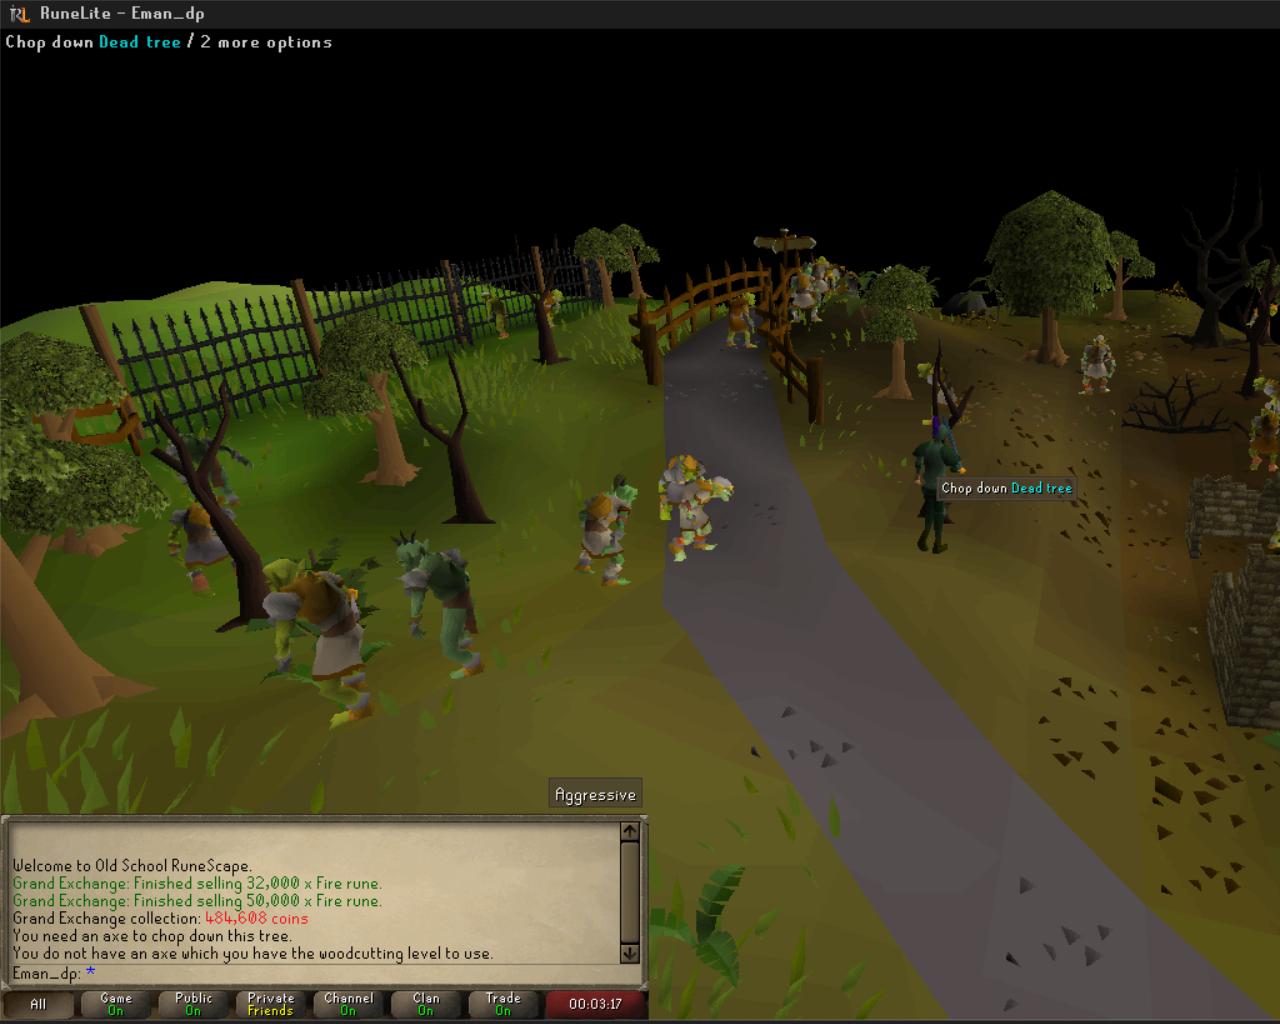 RuneLite - Eman_dp
Chop down Dead tree / 2 more options
Chop down Dead tree
Aggressive
Welcome to Old School RuneScape.
Grand Exchange: Finished selling 32,000 x Fire rune.
Grand Exchange: Finished selling 50,000 x Fire rune.
Grand Exchange collection: 484,608 coins
You need an axe to chop down this tree.
You do not have an axe which you have the woodcutting level to use.
Eman_dp: *
All Game Public Private Channel Clan Trade 00:03:17
On On Friends On On On